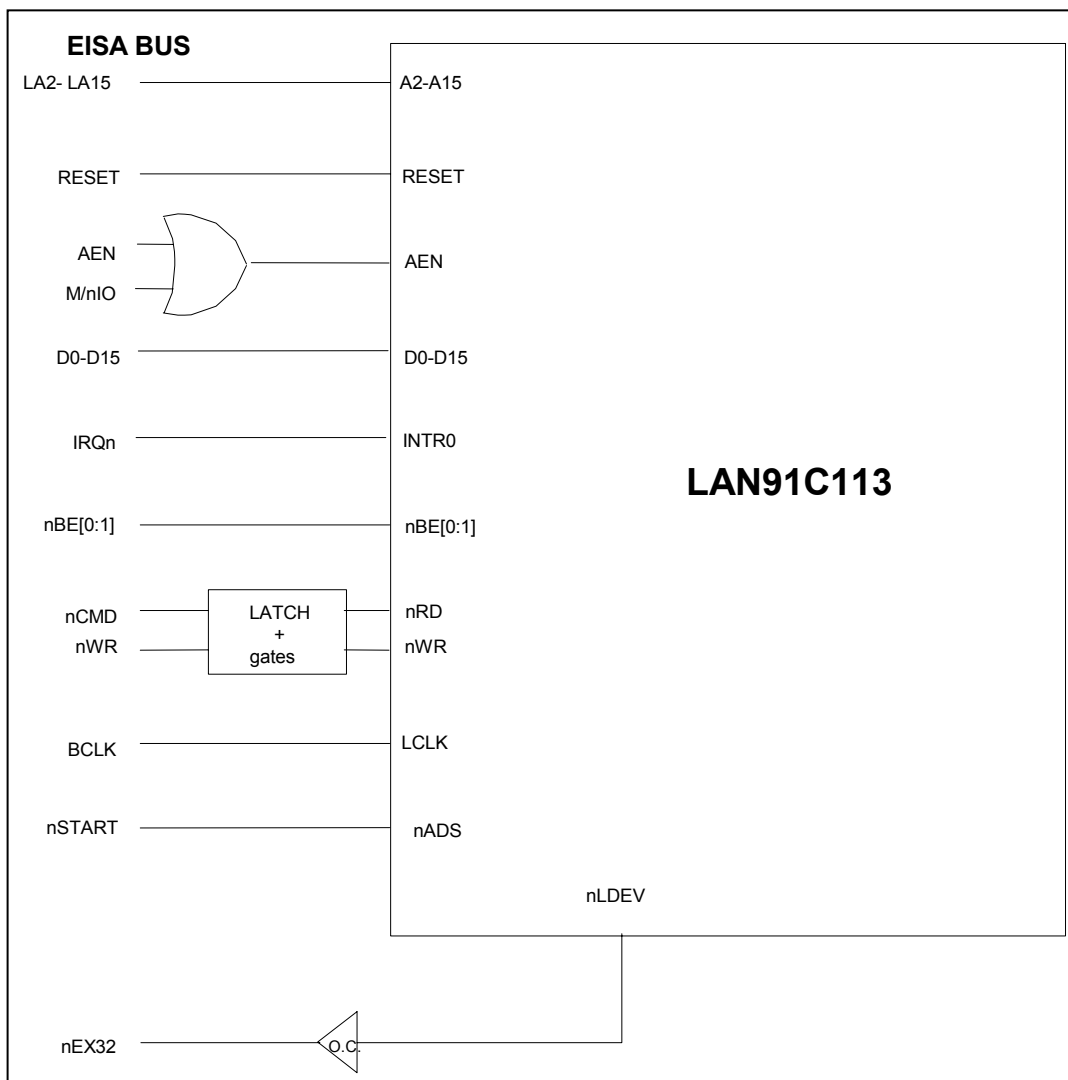 EISA BUS
LA2- LA15 A2-A15
RESET RESET
AEN AEN
M/nIO
D0-D15 D0-D15
IRQn INTR0
LAN91C113
nBE[0:1] nBE[0:1]
nCMD LATCH nRD
+
nWR gates nWR
BCLK LCLK
nSTART nADS
nLDEV
nEX32 O.C.